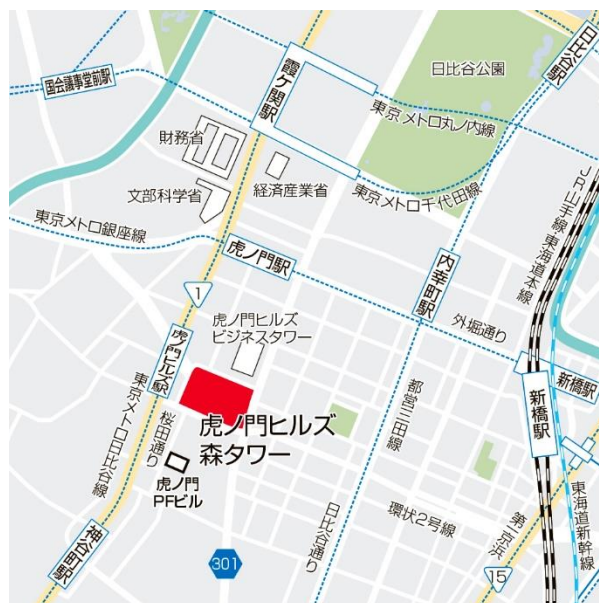 日比谷駅
霞ケ関駅
日比谷公園
国会議事堂前駅
東京メトロ丸ノ内線
財務省
文部科学省
経済産業省
東京メトロ千代田線
JR山手線・東海道本線
東京メトロ銀座線
虎ノ門駅
内幸町駅
1
外堀通り
虎ノ門ヒルズ
ビジネスタワー
虎ノ門ヒルズ駅
新橋駅
新橋駅
都営三田線
東京メトロ日比谷線
桜田通り
虎ノ門ヒルズ
森タワー
虎ノ門
PFビル
日比谷通り
環状2号線
第一京浜
東海道新幹線
神谷町駅
301
15